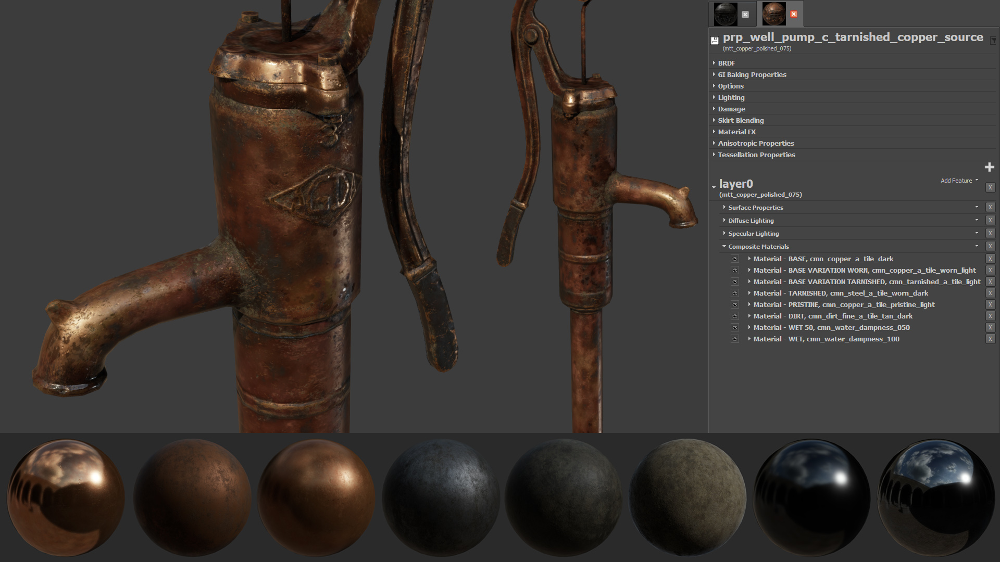 3
prp_well_pump_c_tarnished_copper_source
(mtt_copper_polished_075)
BRDF
GI Baking Properties
Options
Lighting
Damage
Skirt Blending
Material FX
Anisotropic Properties
Tessellation Properties
layer0
Add Feature
X
(mtt_copper_polished_075)
Surface Properties X
Diffuse Lighting X
Specular Lighting X
Composite Materials X
Material - BASE, cmn_copper_a_tile_dark X
Material - BASE VARIATION WORN, cmn_copper_a_tile_worn_light X
Material - BASE VARIATION TARNISHED, cmn_tarnished_a_tile_light X
Material - TARNISHED, cmn_steel_a_tile_worn_dark X
Material - PRISTINE, cmn_copper_a_tile_pristine_light X
Material - DIRT, cmn_dirt_fine_a_tile_tan_dark X
Material - WET 50, cmn_water_dampness_050 X
Material - WET, cmn_water_dampness_100 X